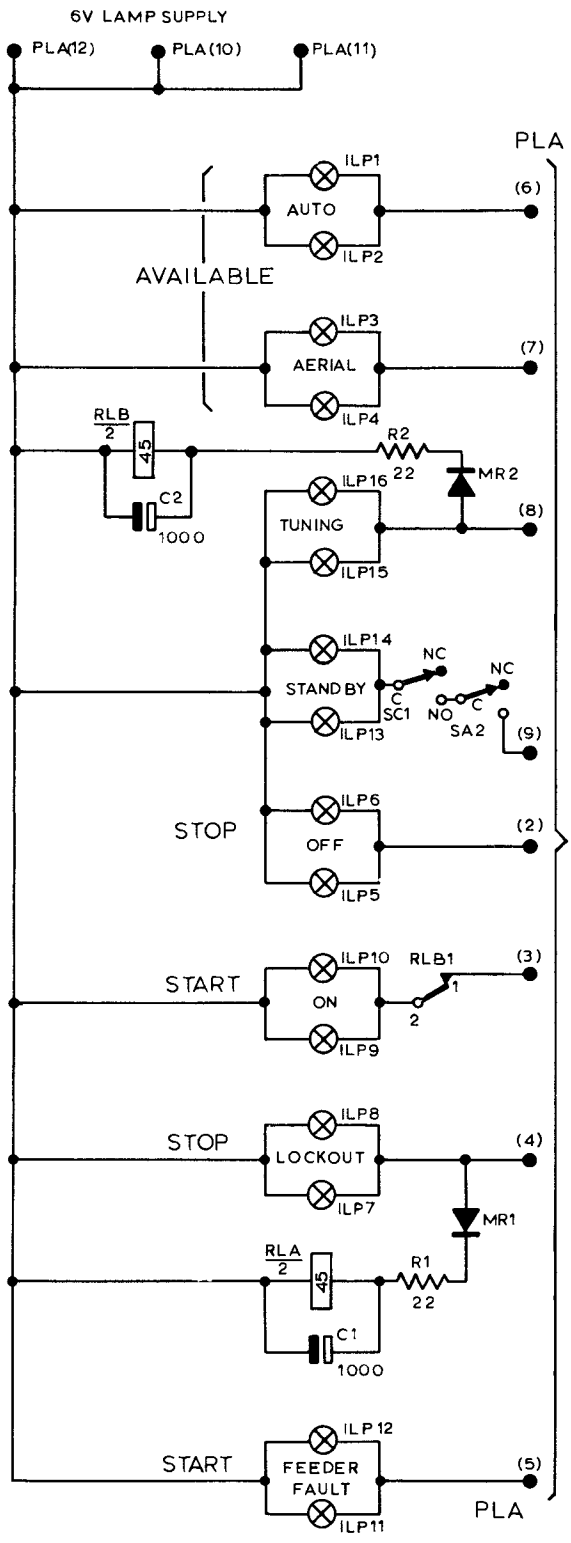 6V LAMP SUPPLY
PLA(12)
PLA(10)
PLA(11)
PLA
ILP1
(6)
AUTO
ILP2
AVAILABLE
ILP3
(7)
AERIAL
ILP4
RLB
2
45
R2
22
MR2
C2
1000
ILP16
(8)
TUNING
ILP15
ILP14
NC
NC
STANDBY
C
SC1
NO
C
SA2
(9)
ILP13
ILP6
(2)
STOP
OFF
ILP5
ILP10
RLB1
(3)
START
1
ON
2
ILP9
ILP8
(4)
STOP
LOCKOUT
ILP7
MR1
RLA
2
45
R1
22
C1
1000
ILP12
(5)
START
FEEDER
FAULT
ILP11
PLA